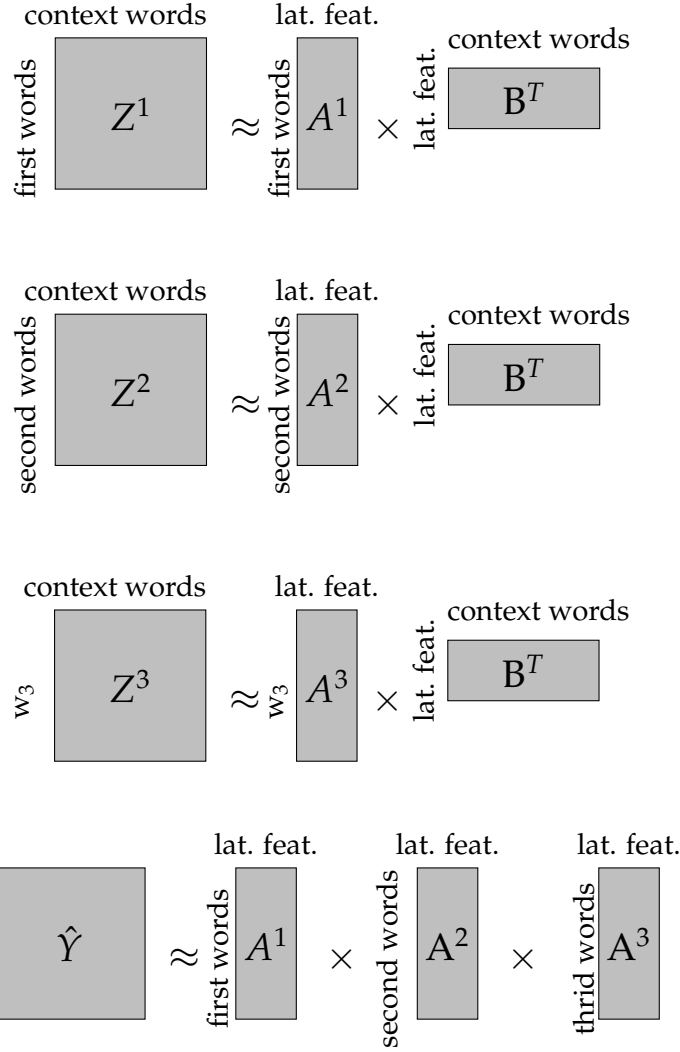 context words lat. feat.
context words
first words Z¹ ≈ first words A¹ × lat. feat. Bᵀ
context words lat. feat.
context words
second words Z² ≈ second words A² × lat. feat. Bᵀ
context words lat. feat.
context words
w₃ Z³ ≈ w₃ A³ × lat. feat. Bᵀ
lat. feat. lat. feat. lat. feat.
Ŷ ≈ first words A¹ × second words A² × thrid words A³